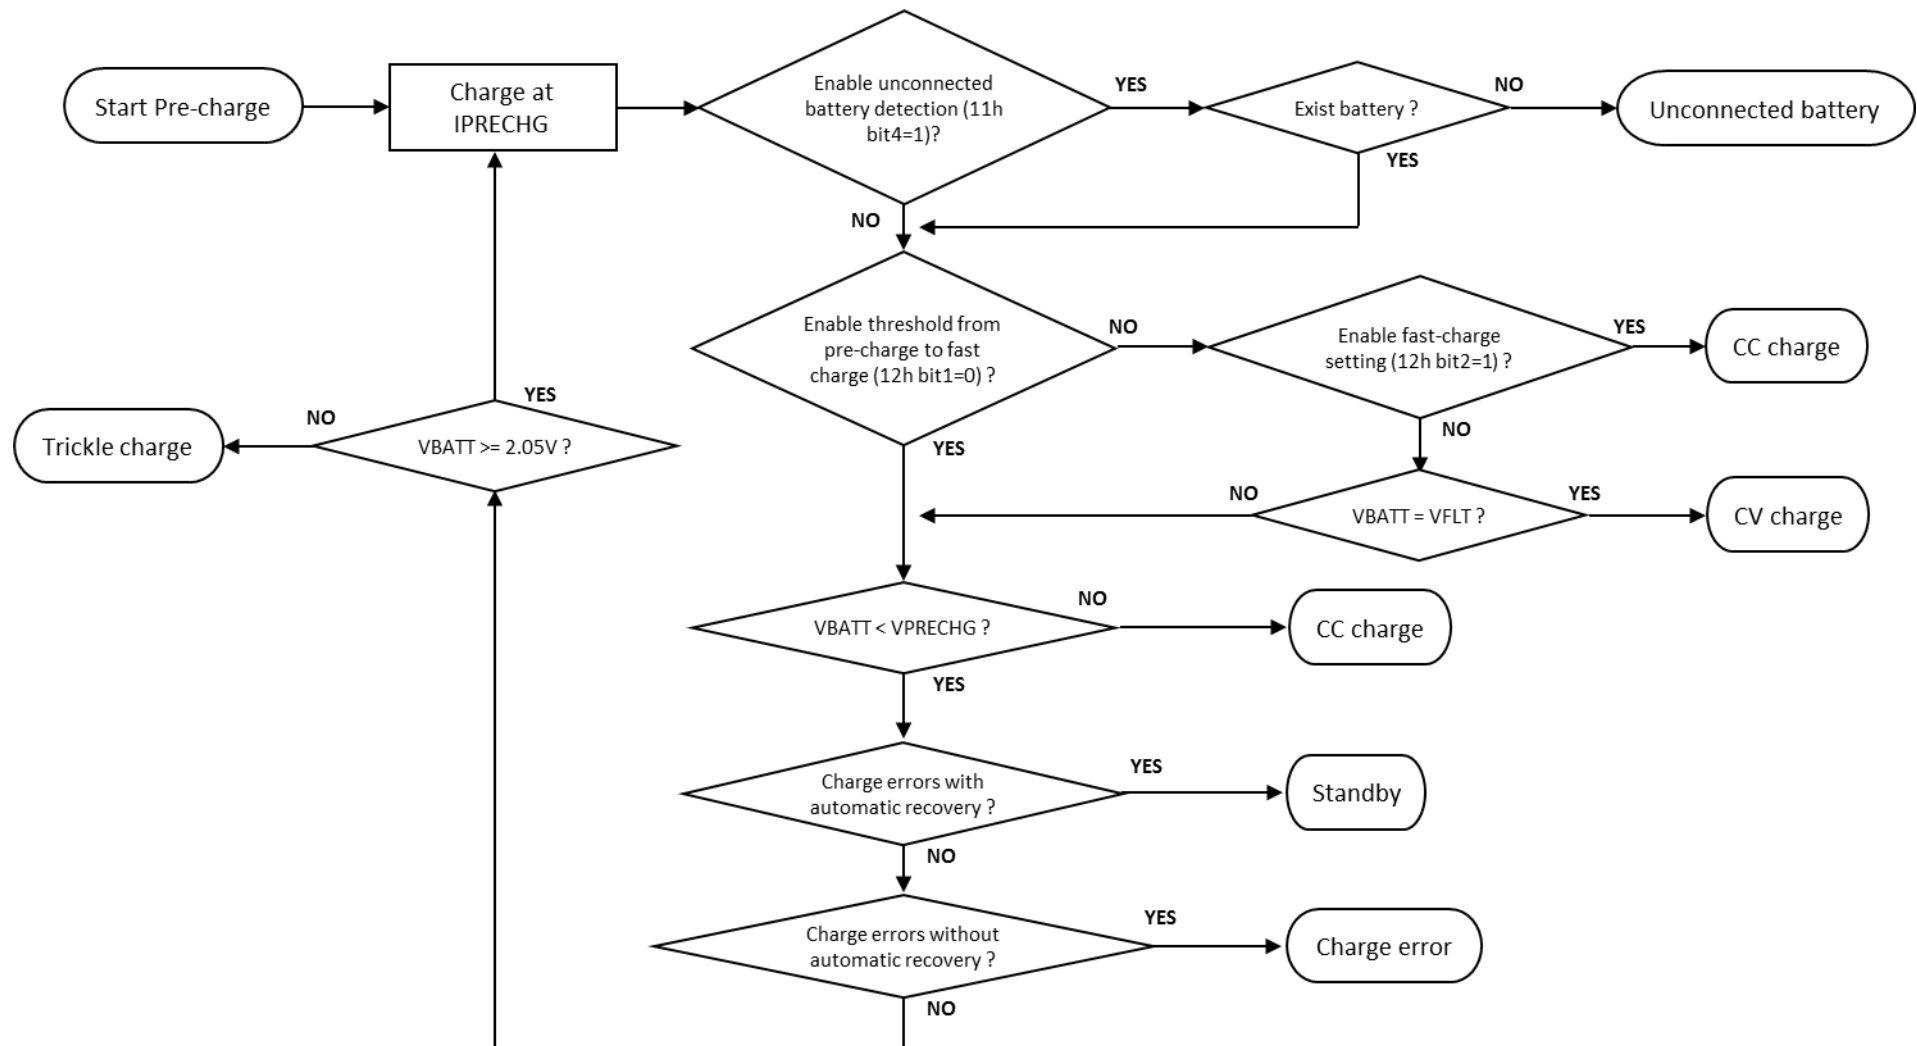 Start Pre-charge
Charge at
IPRECHG
Enable unconnected
battery detection (11h
bit4=1)?
YES
Exist battery ?
NO
Unconnected battery
YES
NO
Enable threshold from
pre-charge to fast
charge (12h bit1=0) ?
NO
Enable fast-charge
setting (12h bit2=1) ?
YES
CC charge
YES
NO
Trickle charge
NO
VBATT >= 2.05V ?
YES
NO
VBATT = VFLT ?
YES
CV charge
VBATT < VPRECHG ?
NO
CC charge
YES
Charge errors with
automatic recovery ?
YES
Standby
NO
Charge errors without
automatic recovery ?
YES
Charge error
NO